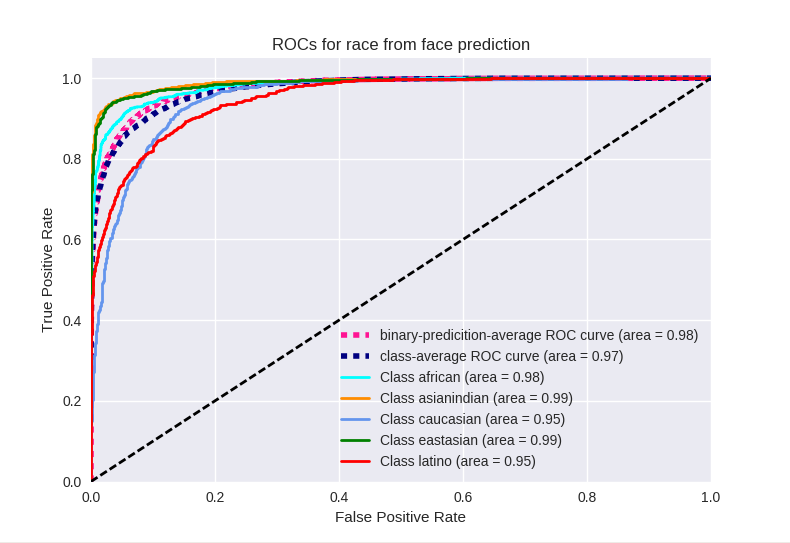 ROCs for race from face prediction
True Positive Rate
1.0
0.8
0.6
0.4
0.2
0.0
binary-predicition-average ROC curve (area = 0.98)
class-average ROC curve (area = 0.97)
Class african (area = 0.98)
Class asianindian (area = 0.99)
Class caucasian (area = 0.95)
Class eastasian (area = 0.99)
Class latino (area = 0.95)
0.0 0.2 0.4 0.6 0.8 1.0
False Positive Rate